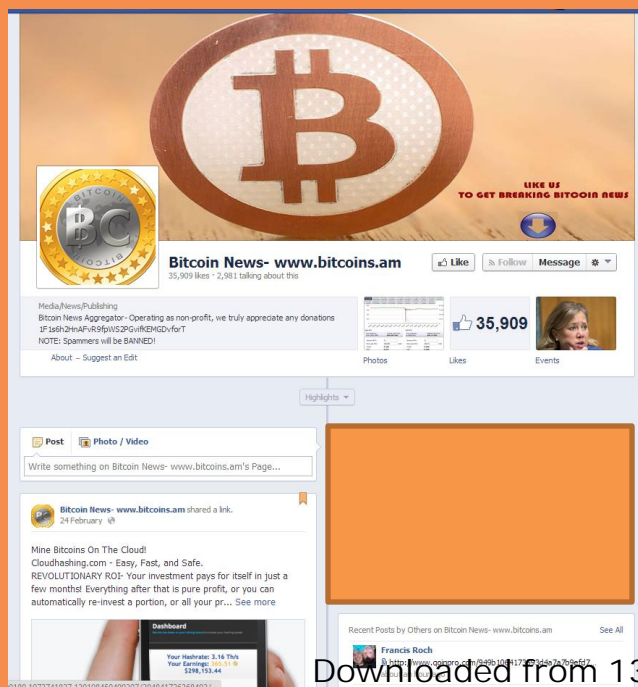 LIKE US
TO GET BREAKING BITCOIN NEWS
BITCOIN
BC
Bitcoin News- www.bitcoins.am
35,909 likes · 2,981 talking about this
Like
Follow
Message
Media/News/Publishing
Bitcoin News Aggregator- Operating as non-profit, we truly appreciate any donations
1F1s6h2HnAFvR9fpWS2PGvifKEMGDvforT
NOTE: Spammers will be BANNED!
About – Suggest an Edit
35,909
Photos
Likes
Events
Highlights
Post
Photo / Video
Write something on Bitcoin News- www.bitcoins.am's Page...
Bitcoin News- www.bitcoins.am shared a link.
24 February
Mine Bitcoins On The Cloud!
Cloudhashing.com - Easy, Fast, and Safe.
REVOLUTIONARY ROI- Your investment pays for itself in just a
few months! Everything after that is pure profit, or you can
automatically re-invest a portion, or all your pr... See more
Dashboard
Your Hashrate: 3.16 Th/s
Your Earnings:
$298,153.44
Recent Posts by Others on Bitcoin News- www.bitcoins.am
See All
Francis Roch
Downloaded from 13